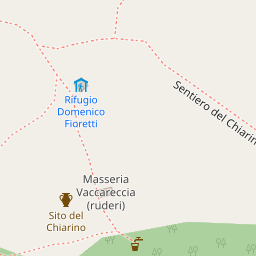 Rifugio
Domenico
Fioretti
Sentiero del Chiarino
Masseria
Vaccareccia
(ruderi)
Sito del
Chiarino